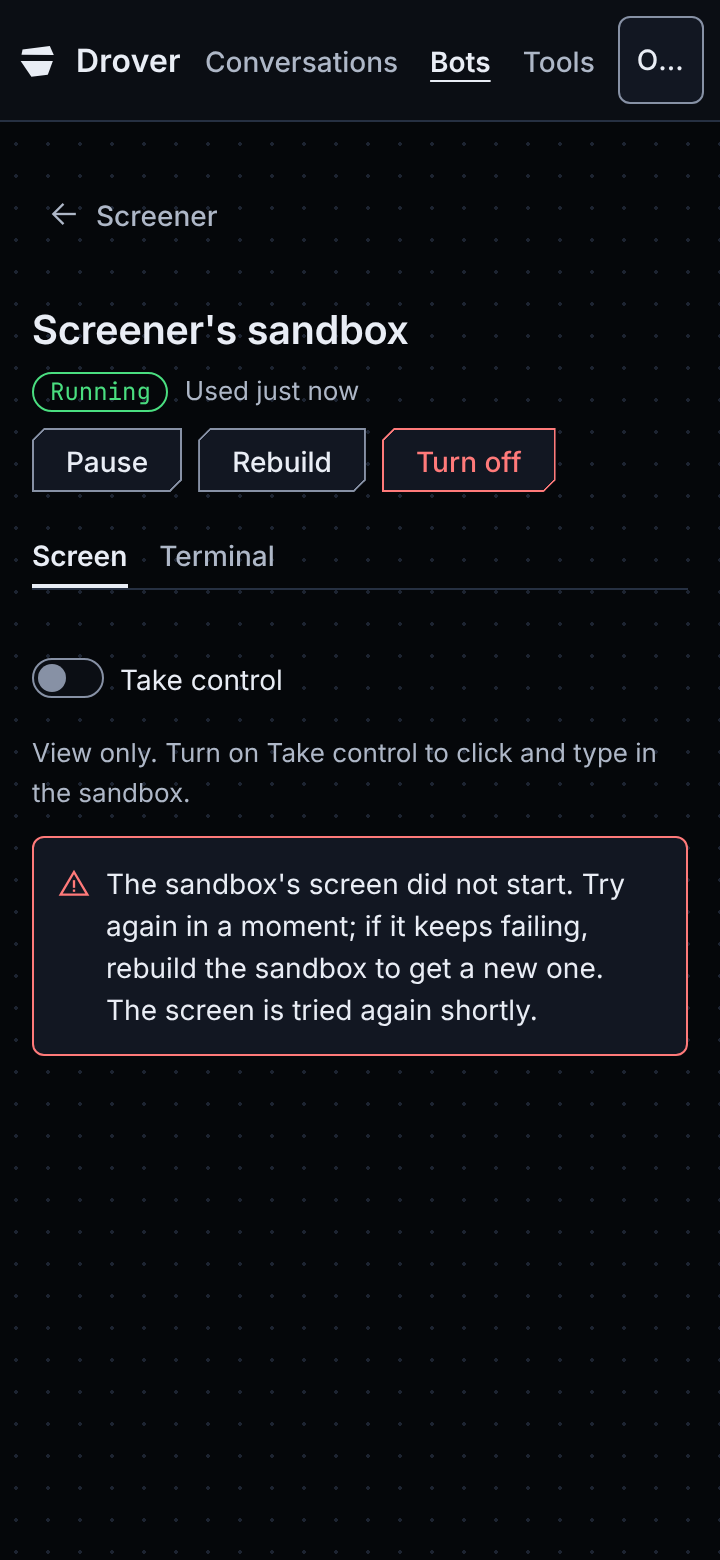 Drover Conversations Bots Tools O...
← Screener
Screener's sandbox
Running Used just now
Pause Rebuild Turn off
Screen Terminal
Take control
View only. Turn on Take control to click and type in
the sandbox.
The sandbox's screen did not start. Try
again in a moment; if it keeps failing,
rebuild the sandbox to get a new one.
The screen is tried again shortly.